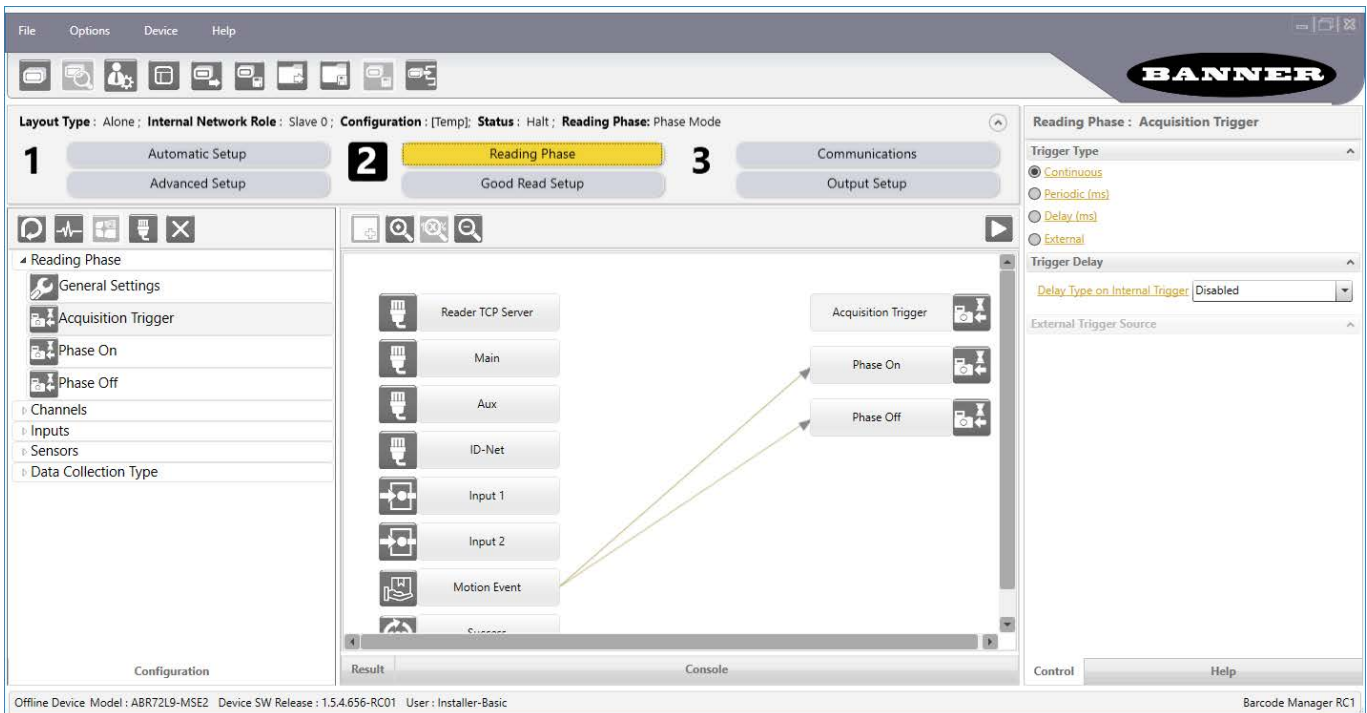 File Options Device Help
BANNER
Layout Type : Alone ; Internal Network Role : Slave 0 ; Configuration : [Temp]; Status : Halt ; Reading Phase: Phase Mode
1
Automatic Setup
Advanced Setup
2
Reading Phase
Good Read Setup
3
Communications
Output Setup
Reading Phase
General Settings
Acquisition Trigger
Phase On
Phase Off
Channels
Inputs
Sensors
Data Collection Type
Configuration
Reader TCP Server
Main
Aux
ID-Net
Input 1
Input 2
Motion Event
Success
Acquisition Trigger
Phase On
Phase Off
Result Console
Reading Phase : Acquisition Trigger
Trigger Type
Continuous
Periodic (ms)
Delay (ms)
External
Trigger Delay
Delay Type on Internal Trigger Disabled
External Trigger Source
Control Help
Offline Device Model : ABR72L9-MSE2 Device SW Release : 1.5.4.656-RC01 User : Installer-Basic
Barcode Manager RC1